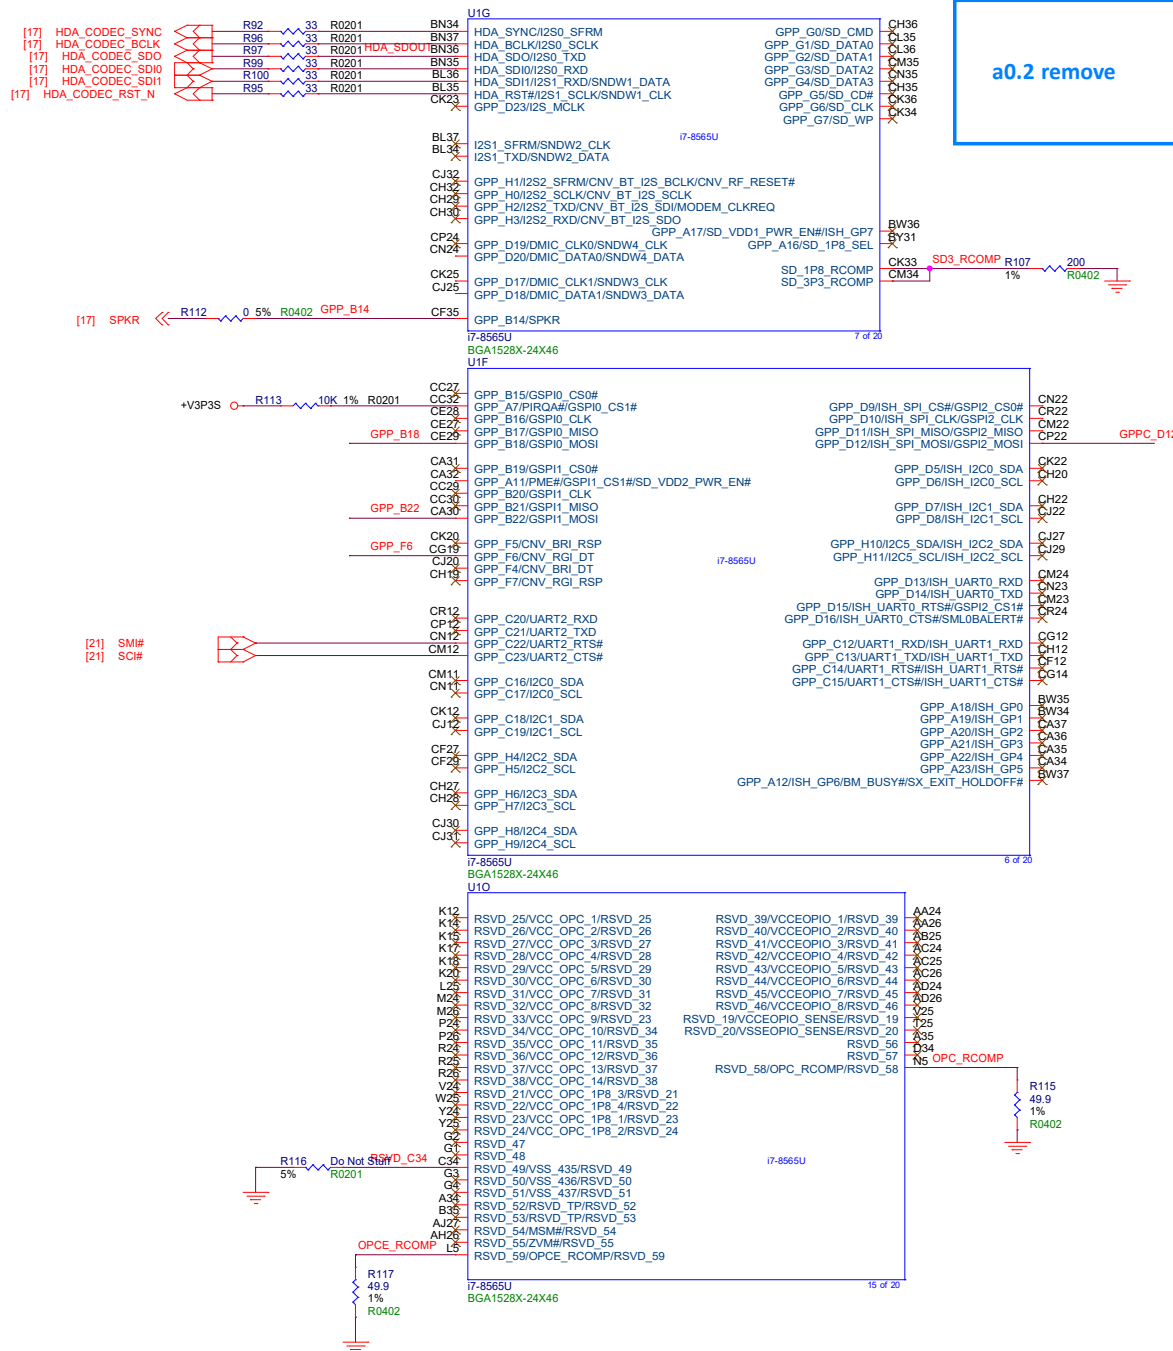 U1G
[17] HDA_CODEC_SYNC R92 33 R0201 BN34 HDA_SYNC/I2S0_SFRM GPP_G0/SD_CMD CH36
[17] HDA_CODEC_BCLK R96 33 R0201 BN37 HDA_BCLK/I2S0_SCLK GPP_G1/SD_DATA0 CL35
[17] HDA_CODEC_SDO R97 33 R0201 HDA_SDOUT BN36 HDA_SDO/I2S0_TXD GPP_G2/SD_DATA1 CL36
[17] HDA_CODEC_SDI0 R99 33 R0201 BN35 HDA_SDI0/I2S0_RXD GPP_G3/SD_DATA2 CM35
[17] HDA_CODEC_SDI1 R100 33 R0201 BL36 HDA_SDI1/I2S1_RXD/SNDW1_DATA GPP_G4/SD_DATA3 CN35
[17] HDA_CODEC_RST_N R95 33 R0201 BL35 HDA_RST#/I2S1_SCLK/SNDW1_CLK GPP_G5/SD_CD# CH35
CK23 GPP_D23/I2S_MCLK GPP_G6/SD_CLK CK36
GPP_G7/SD_WP CK34
a0.2 remove
i7-8565U
BL37 I2S1_SFRM/SNDW2_CLK
BL34 I2S1_TXD/SNDW2_DATA
CJ32 GPP_H1/I2S2_SFRM/CNV_BT_I2S_BCLK/CNV_RF_RESET#
CH32 GPP_H0/I2S2_SCLK/CNV_BT_I2S_SCLK
CH29 GPP_H2/I2S2_TXD/CNV_BT_I2S_SDI/MODEM_CLKREQ
CH30 GPP_H3/I2S2_RXD/CNV_BT_I2S_SDO
GPP_A17/SD_VDD1_PWR_EN#/ISH_GP7 BW36
CP24 GPP_D19/DMIC_CLK0/SNDW4_CLK GPP_A16/SD_1P8_SEL BY31
CN24 GPP_D20/DMIC_DATA0/SNDW4_DATA
SD_1P8_RCOMP CK33 SD3_RCOMP R107 200
CK25 GPP_D17/DMIC_CLK1/SNDW3_CLK SD_3P3_RCOMP CM34 1% R0402
CJ25 GPP_D18/DMIC_DATA1/SNDW3_DATA
[17] SPKR R112 0 5% R0402 GPP_B14 CF35 GPP_B14/SPKR
i7-8565U 7 of 20
BGA1528X-24X46
U1F
CC27 GPP_B15/GSPI0_CS0#
+V3P3S R113 10K 1% R0201 CC32 GPP_A7/PIRQA#/GSPI0_CS1# GPP_D9/ISH_SPI_CS#/GSPI2_CS0# CN22
CE28 GPP_B16/GSPI0_CLK GPP_D10/ISH_SPI_CLK/GSPI2_CLK CR22
CE27 GPP_B17/GSPI0_MISO GPP_D11/ISH_SPI_MISO/GSPI2_MISO CM22
GPP_B18 CE29 GPP_B18/GSPI0_MOSI GPP_D12/ISH_SPI_MOSI/GSPI2_MOSI CP22 GPPC_D12
CA31 GPP_B19/GSPI1_CS0# GPP_D5/ISH_I2C0_SDA CK22
CA32 GPP_A11/PME#/GSPI1_CS1#/SD_VDD2_PWR_EN# GPP_D6/ISH_I2C0_SCL CH20
CC29 GPP_B20/GSPI1_CLK
CC30 GPP_B21/GSPI1_MISO GPP_D7/ISH_I2C1_SDA CH22
GPP_B22 CA30 GPP_B22/GSPI1_MOSI GPP_D8/ISH_I2C1_SCL CJ22
CK20 GPP_F5/CNV_BRI_RSP GPP_H10/I2C5_SDA/ISH_I2C2_SDA CJ27
GPP_F6 CG19 GPP_F6/CNV_RGI_DT GPP_H11/I2C5_SCL/ISH_I2C2_SCL CJ29
CJ20 GPP_F4/CNV_BRI_DT i7-8565U
CH19 GPP_F7/CNV_RGI_RSP GPP_D13/ISH_UART0_RXD CM24
GPP_D14/ISH_UART0_TXD CN23
GPP_D15/ISH_UART0_RTS#/GSPI2_CS1# CM23
CR12 GPP_C20/UART2_RXD GPP_D16/ISH_UART0_CTS#/SML0BALERT# CR24
CP12 GPP_C21/UART2_TXD
[21] SMI# CN12 GPP_C22/UART2_RTS# GPP_C12/UART1_RXD/ISH_UART1_RXD CG12
[21] SCI# CM12 GPP_C23/UART2_CTS# GPP_C13/UART1_TXD/ISH_UART1_TXD CH12
GPP_C14/UART1_RTS#/ISH_UART1_RTS# CF12
CM11 GPP_C16/I2C0_SDA GPP_C15/UART1_CTS#/ISH_UART1_CTS# CG14
CN11 GPP_C17/I2C0_SCL
GPP_A18/ISH_GP0 BW35
CK12 GPP_C18/I2C1_SDA GPP_A19/ISH_GP1 BW34
CJ12 GPP_C19/I2C1_SCL GPP_A20/ISH_GP2 CA37
GPP_A21/ISH_GP3 CA36
CF27 GPP_H4/I2C2_SDA GPP_A22/ISH_GP4 CA35
CF29 GPP_H5/I2C2_SCL GPP_A23/ISH_GP5 CA34
GPP_A12/ISH_GP6/BM_BUSY#/SX_EXIT_HOLDOFF# BW37
CH27 GPP_H6/I2C3_SDA
CH28 GPP_H7/I2C3_SCL
CJ30 GPP_H8/I2C4_SDA
CJ31 GPP_H9/I2C4_SCL
i7-8565U 6 of 20
BGA1528X-24X46
U1O
K12 RSVD_25/VCC_OPC_1/RSVD_25 RSVD_39/VCCEOPIO_1/RSVD_39 AA24
K14 RSVD_26/VCC_OPC_2/RSVD_26 RSVD_40/VCCEOPIO_2/RSVD_40 AA26
K15 RSVD_27/VCC_OPC_3/RSVD_27 RSVD_41/VCCEOPIO_3/RSVD_41 AB25
K17 RSVD_28/VCC_OPC_4/RSVD_28 RSVD_42/VCCEOPIO_4/RSVD_42 AC24
K18 RSVD_29/VCC_OPC_5/RSVD_29 RSVD_43/VCCEOPIO_5/RSVD_43 AC25
K20 RSVD_30/VCC_OPC_6/RSVD_30 RSVD_44/VCCEOPIO_6/RSVD_44 AC26
L25 RSVD_31/VCC_OPC_7/RSVD_31 RSVD_45/VCCEOPIO_7/RSVD_45 AD24
M24 RSVD_32/VCC_OPC_8/RSVD_32 RSVD_46/VCCEOPIO_8/RSVD_46 AD26
M26 RSVD_33/VCC_OPC_9/RSVD_23 RSVD_19/VCCEOPIO_SENSE/RSVD_19 V25
P24 RSVD_34/VCC_OPC_10/RSVD_34 RSVD_20/VSSEOPIO_SENSE/RSVD_20 T25
P26 RSVD_35/VCC_OPC_11/RSVD_35 RSVD_56 A35
R24 RSVD_36/VCC_OPC_12/RSVD_36 RSVD_57 D34
R25 RSVD_37/VCC_OPC_13/RSVD_37 RSVD_58/OPC_RCOMP/RSVD_58 N5 OPC_RCOMP
R26 RSVD_38/VCC_OPC_14/RSVD_38
V24 RSVD_21/VCC_OPC_1P8_3/RSVD_21 R115
W25 RSVD_22/VCC_OPC_1P8_4/RSVD_22 49.9
Y24 RSVD_23/VCC_OPC_1P8_1/RSVD_23 1%
Y25 RSVD_24/VCC_OPC_1P8_2/RSVD_24 R0402
G2 RSVD_47
G1 RSVD_48
R116 Do Not Stuff RSVD_C34 C34 RSVD_49/VSS_435/RSVD_49 i7-8565U
5% R0201 G3 RSVD_50/VSS_436/RSVD_50
G4 RSVD_51/VSS_437/RSVD_51
A34 RSVD_52/RSVD_TP/RSVD_52
B35 RSVD_53/RSVD_TP/RSVD_53
AJ27 RSVD_54/MSM#/RSVD_54
AH26 RSVD_55/ZVM#/RSVD_55
OPCE_RCOMP L5 RSVD_59/OPCE_RCOMP/RSVD_59
R117
49.9
1%
R0402
i7-8565U 15 of 20
BGA1528X-24X46